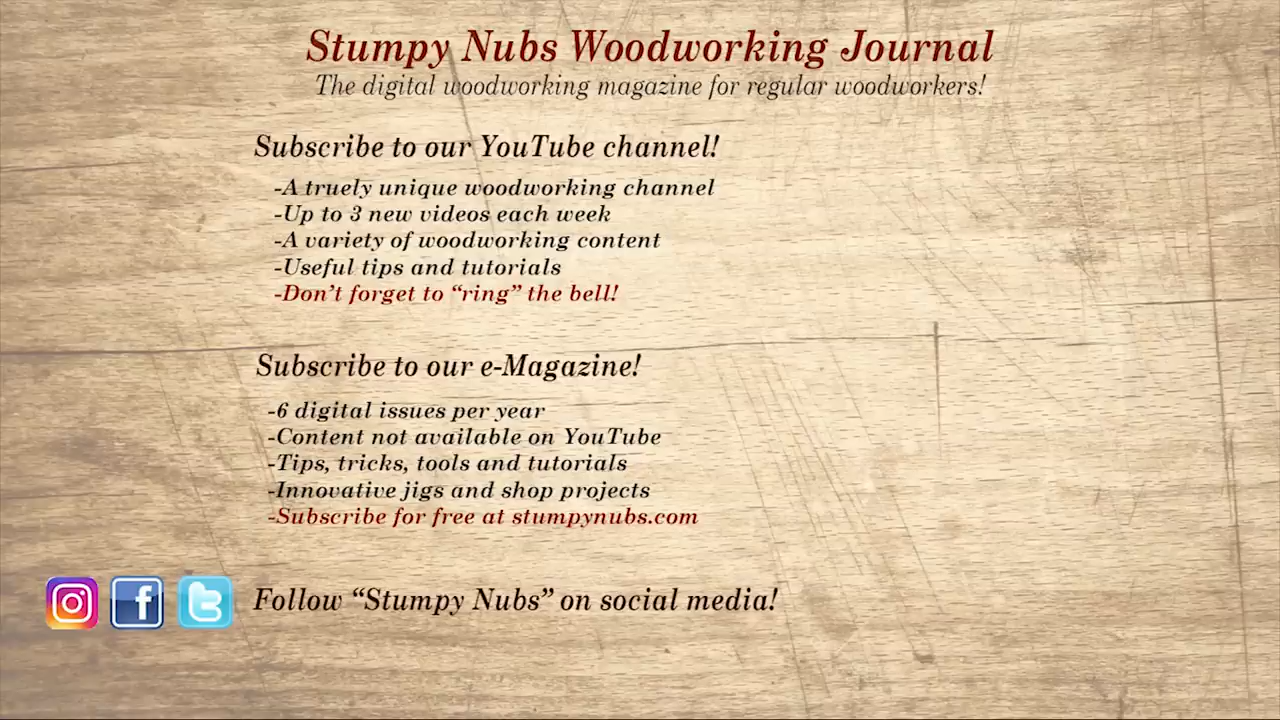 Stumpy Nubs Woodworking Journal
The digital woodworking magazine for regular woodworkers!
Subscribe to our YouTube channel!
-A truely unique woodworking channel
-Up to 3 new videos each week
-A variety of woodworking content
-Useful tips and tutorials
-Don't forget to “ring” the bell!
Subscribe to our e-Magazine!
-6 digital issues per year
-Content not available on YouTube
-Tips, tricks, tools and tutorials
-Innovative jigs and shop projects
-Subscribe for free at stumpynubs.com
Follow “Stumpy Nubs” on social media!